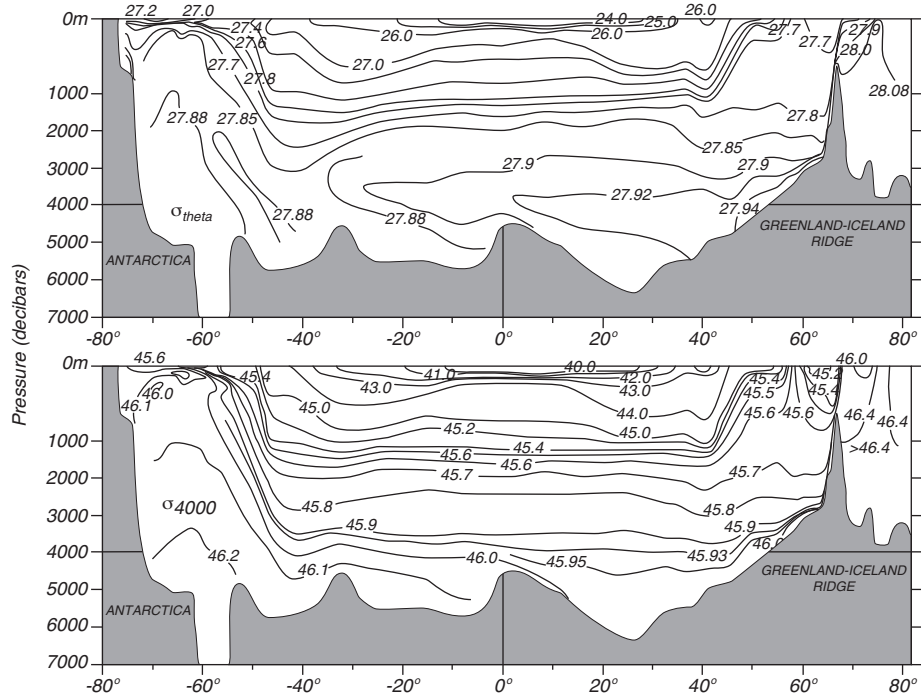 27.2 27.0 26.0
0m 27.4 24.0 25.0 27.7 27.9
27.6 26.0 26.0 27.7 28.0
27.7 27.0
27.8 28.08
1000
27.88 27.85 27.8
2000
27.85
3000 27.9 27.9
27.92
4000 27.88 27.88 27.94
σtheta
GREENLAND-ICELAND
RIDGE
5000
ANTARCTICA
6000
7000
-80° -60° -40° -20° 0° 20° 40° 60° 80°
Pressure (decibars)
45.6 46.0
0m 45.4 41.0 40.0 45.4 45.2
46.0 43.0 42.0 45.5 45.4
46.1 43.0
45.0 44.0 45.6 45.6 46.4 46.4
45.2 45.0
1000 45.4 >46.4
45.6 45.6
2000 45.7 45.7
45.8 45.8
3000 σ4000
45.9 45.9
46.0
4000 46.2 46.0 45.95 45.93
46.1
GREENLAND-ICELAND
RIDGE
5000
ANTARCTICA
6000
7000
-80° -60° -40° -20° 0° 20° 40° 60° 80°